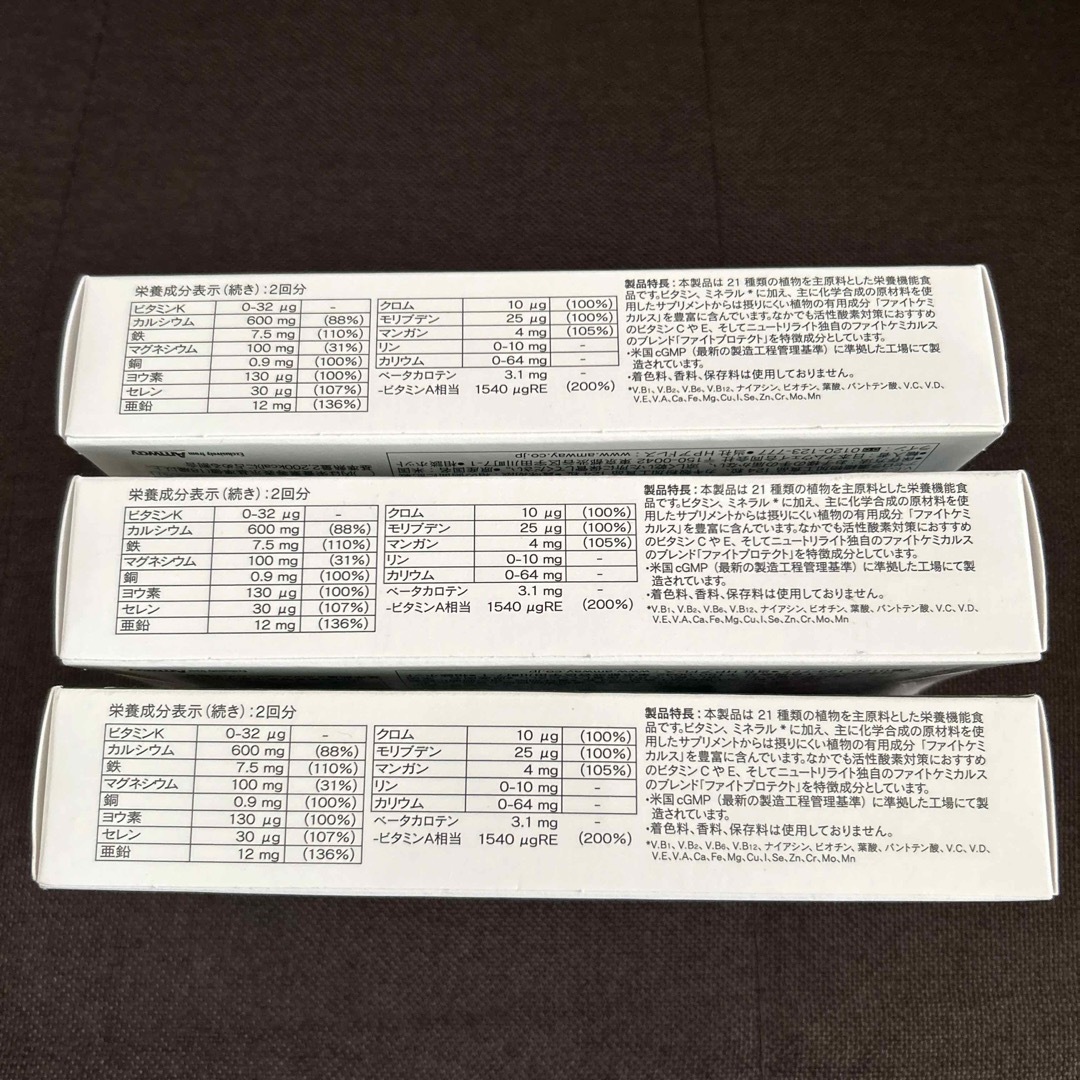 栄養成分表示(続き):2回分
ビタミンK 0-32 μg -
カルシウム 600 mg (88%)
鉄 7.5 mg (110%)
マグネシウム 100 mg (31%)
銅 0.9 mg (100%)
ヨウ素 130 μg (100%)
セレン 30 μg (107%)
亜鉛 12 mg (136%)
クロム 10 μg (100%)
モリブデン 25 μg (100%)
マンガン 4 mg (105%)
リン 0-10 mg -
カリウム 0-64 mg -
ベータカロテン 3.1 mg -
-ビタミンA相当 1540 μgRE (200%)
製品特長:本製品は 21 種類の植物を主原料とした栄養機能食
品です。ビタミン、ミネラル * に加え、主に化学合成の原材料を使
用したサプリメントからは摂りにくい植物の有用成分「ファイトケミ
カルス」を豊富に含んでいます。なかでも活性酸素対策におすすめ
のビタミン C や E、そしてニュートリライト独自のファイトケミカルス
のブレンド「ファイトプロテクト」を特徴成分としています。
・米国 cGMP(最新の製造工程管理基準)に準拠した工場にて製
造されています。
・着色料、香料、保存料は使用しておりません。
*V.B1、V.B2、V.B6、V.B12、ナイアシン、ビオチン、葉酸、パントテン酸、V.C、V.D、
V.E、V.A、Ca、Fe、Mg、Cu、I、Se、Zn、Cr、Mo、Mn
Exclusively from Amway
栄養成分表示(続き):2回分
ビタミンK 0-32 μg -
カルシウム 600 mg (88%)
鉄 7.5 mg (110%)
マグネシウム 100 mg (31%)
銅 0.9 mg (100%)
ヨウ素 130 μg (100%)
セレン 30 μg (107%)
亜鉛 12 mg (136%)
クロム 10 μg (100%)
モリブデン 25 μg (100%)
マンガン 4 mg (105%)
リン 0-10 mg -
カリウム 0-64 mg -
ベータカロテン 3.1 mg -
-ビタミンA相当 1540 μgRE (200%)
製品特長:本製品は 21 種類の植物を主原料とした栄養機能食
品です。ビタミン、ミネラル * に加え、主に化学合成の原材料を使
用したサプリメントからは摂りにくい植物の有用成分「ファイトケミ
カルス」を豊富に含んでいます。なかでも活性酸素対策におすすめ
のビタミン C や E、そしてニュートリライト独自のファイトケミカルス
のブレンド「ファイトプロテクト」を特徴成分としています。
・米国 cGMP(最新の製造工程管理基準)に準拠した工場にて製
造されています。
・着色料、香料、保存料は使用しておりません。
*V.B1、V.B2、V.B6、V.B12、ナイアシン、ビオチン、葉酸、パントテン酸、V.C、V.D、
V.E、V.A、Ca、Fe、Mg、Cu、I、Se、Zn、Cr、Mo、Mn
栄養成分表示(続き):2回分
ビタミンK 0-32 μg -
カルシウム 600 mg (88%)
鉄 7.5 mg (110%)
マグネシウム 100 mg (31%)
銅 0.9 mg (100%)
ヨウ素 130 μg (100%)
セレン 30 μg (107%)
亜鉛 12 mg (136%)
クロム 10 μg (100%)
モリブデン 25 μg (100%)
マンガン 4 mg (105%)
リン 0-10 mg -
カリウム 0-64 mg -
ベータカロテン 3.1 mg -
-ビタミンA相当 1540 μgRE (200%)
製品特長:本製品は 21 種類の植物を主原料とした栄養機能食
品です。ビタミン、ミネラル * に加え、主に化学合成の原材料を使
用したサプリメントからは摂りにくい植物の有用成分「ファイトケミ
カルス」を豊富に含んでいます。なかでも活性酸素対策におすすめ
のビタミン C や E、そしてニュートリライト独自のファイトケミカルス
のブレンド「ファイトプロテクト」を特徴成分としています。
・米国 cGMP(最新の製造工程管理基準)に準拠した工場にて製
造されています。
・着色料、香料、保存料は使用しておりません。
*V.B1、V.B2、V.B6、V.B12、ナイアシン、ビオチン、葉酸、パントテン酸、V.C、V.D、
V.E、V.A、Ca、Fe、Mg、Cu、I、Se、Zn、Cr、Mo、Mn